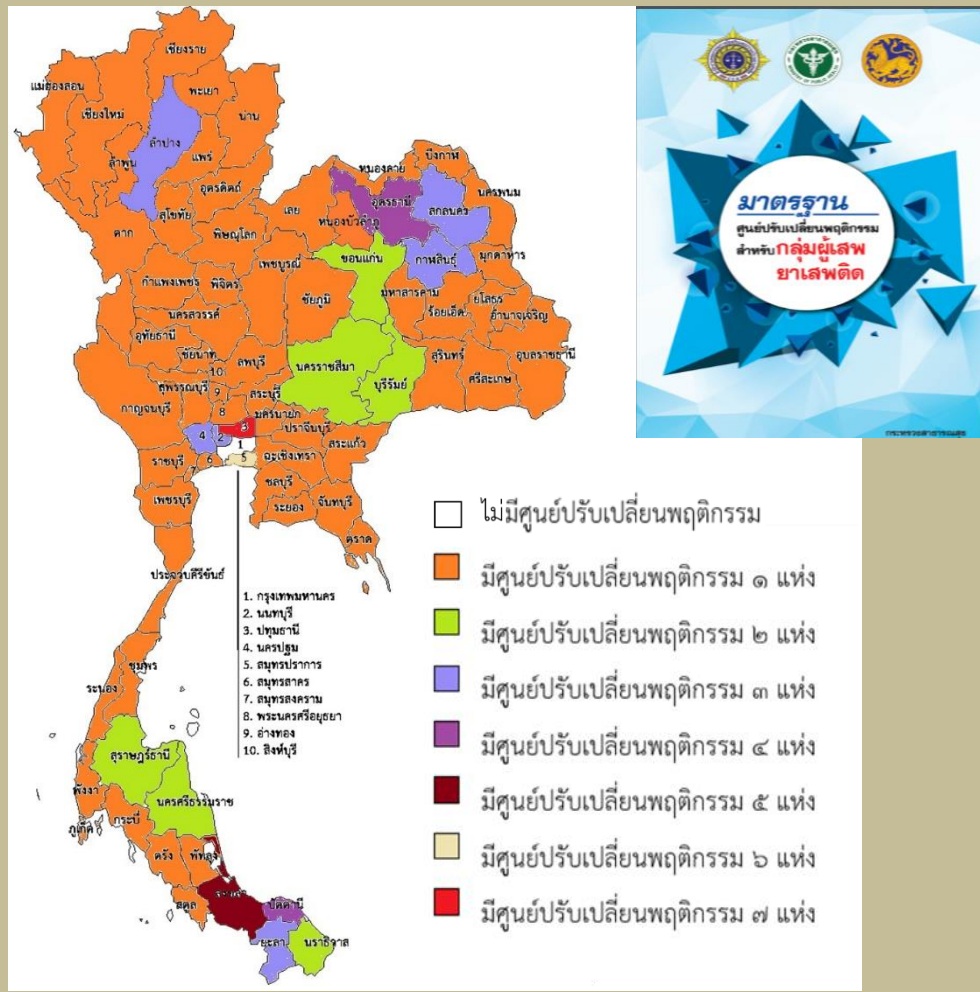 เชียงราย
แม่ฮ่องสอน
พะเยา
เชียงใหม่
น่าน
ลำปาง
ลำพูน
แพร่
อุตรดิตถ์
สุโขทัย
ตาก
พิษณุโลก
เลย
หนองคาย
บึงกาฬ
อุดรธานี
หนองบัวลำภู
สกลนคร
นครพนม
เพชรบูรณ์
ขอนแก่น
กาฬสินธุ์
มุกดาหาร
กำแพงเพชร
พิจิตร
ชัยภูมิ
มหาสารคาม
ร้อยเอ็ด
ยโสธร
อำนาจเจริญ
นครสวรรค์
อุทัยธานี
ชัยนาท
ลพบุรี
นครราชสีมา
บุรีรัมย์
สุรินทร์
ศรีสะเกษ
อุบลราชธานี
10
สุพรรณบุรี
9
สระบุรี
กาญจนบุรี
8
ปราจีนบุรี
3
4
2
1
สระแก้ว
ราชบุรี
6
5
7
ฉะเชิงเทรา
ชลบุรี
เพชรบุรี
ระยอง
จันทบุรี
ตราด
ประจวบคีรีขันธ์
1. กรุงเทพมหานคร
2. นนทบุรี
3. ปทุมธานี
4. นครปฐม
5. สมุทรปราการ
6. สมุทรสาคร
7. สมุทรสงคราม
8. พระนครศรีอยุธยา
9. อ่างทอง
10. สิงห์บุรี
ชุมพร
ระนอง
สุราษฎร์ธานี
พังงา
นครศรีธรรมราช
กระบี่
ภูเก็ต
ตรัง
พัทลุง
สตูล
ปัตตานี
ยะลา
นราธิวาส
มาตรฐาน
ศูนย์ปรับเปลี่ยนพฤติกรรม
สำหรับกลุ่มผู้เสพ
ยาเสพติด
กระทรวงสาธารณสุข
ไม่มีศูนย์ปรับเปลี่ยนพฤติกรรม
มีศูนย์ปรับเปลี่ยนพฤติกรรม ๑ แห่ง
มีศูนย์ปรับเปลี่ยนพฤติกรรม ๒ แห่ง
มีศูนย์ปรับเปลี่ยนพฤติกรรม ๓ แห่ง
มีศูนย์ปรับเปลี่ยนพฤติกรรม ๔ แห่ง
มีศูนย์ปรับเปลี่ยนพฤติกรรม ๕ แห่ง
มีศูนย์ปรับเปลี่ยนพฤติกรรม ๖ แห่ง
มีศูนย์ปรับเปลี่ยนพฤติกรรม ๗ แห่ง